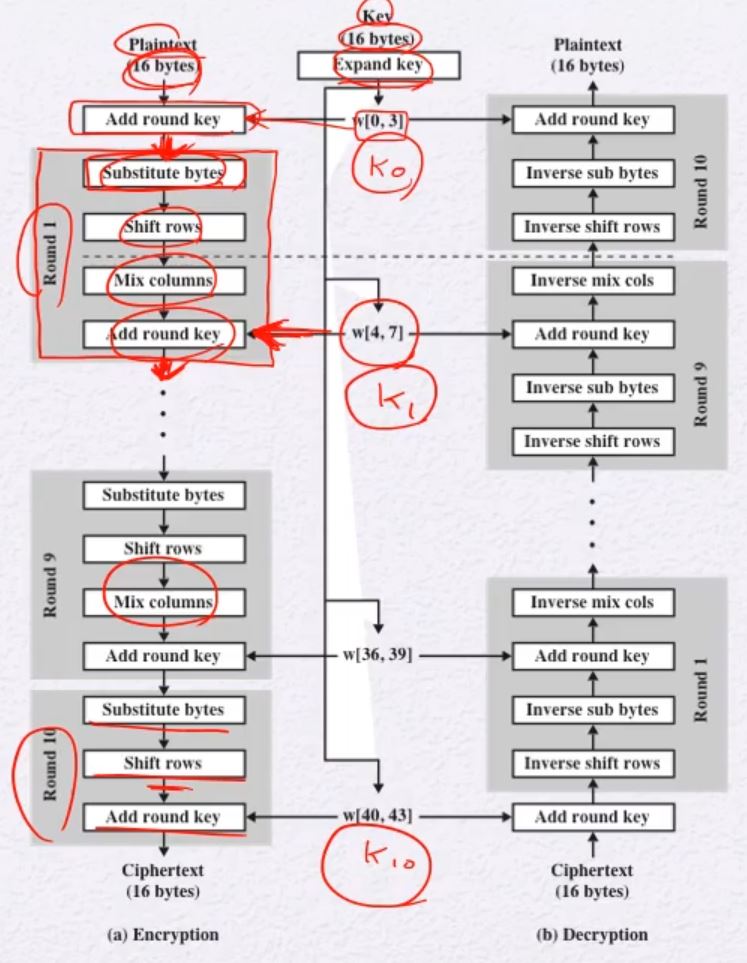 Plaintext
(16 bytes)
Add round key
Substitute bytes
Shift rows
Mix columns
Add round key
Round 1
Substitute bytes
Shift rows
Mix columns
Add round key
Round 9
Substitute bytes
Shift rows
Add round key
Round 10
Ciphertext
(16 bytes)
(a) Encryption
Key
(16 bytes)
Expand key
w[0, 3]
K0
w[4, 7]
K1
w[36, 39]
w[40, 43]
K10
Plaintext
(16 bytes)
Add round key
Inverse sub bytes
Inverse shift rows
Round 10
Inverse mix cols
Add round key
Inverse sub bytes
Inverse shift rows
Round 9
Inverse mix cols
Add round key
Inverse sub bytes
Inverse shift rows
Round 1
Add round key
Ciphertext
(16 bytes)
(b) Decryption